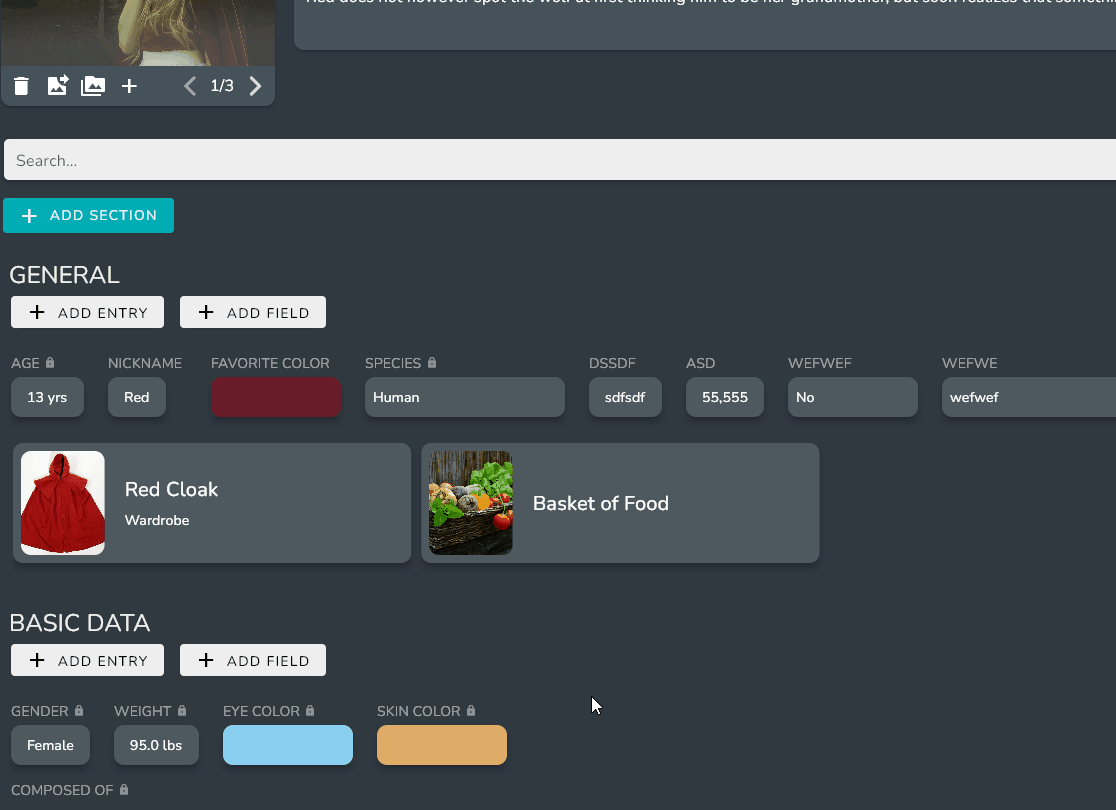 Red does not however spot the wolf at first thinking him to be her grandmother, but soon realizes that
1/3
Search...
ADD SECTION
GENERAL
ADD ENTRY ADD FIELD
AGE NICKNAME FAVORITE COLOR SPECIES DSSDF ASD WEFWEF WEFWE
13 yrs Red Human sdfsdf 55,555 No wefwef
Red Cloak
Wardrobe
Basket of Food
BASIC DATA
ADD ENTRY ADD FIELD
GENDER WEIGHT EYE COLOR SKIN COLOR
Female 95.0 lbs
COMPOSED OF